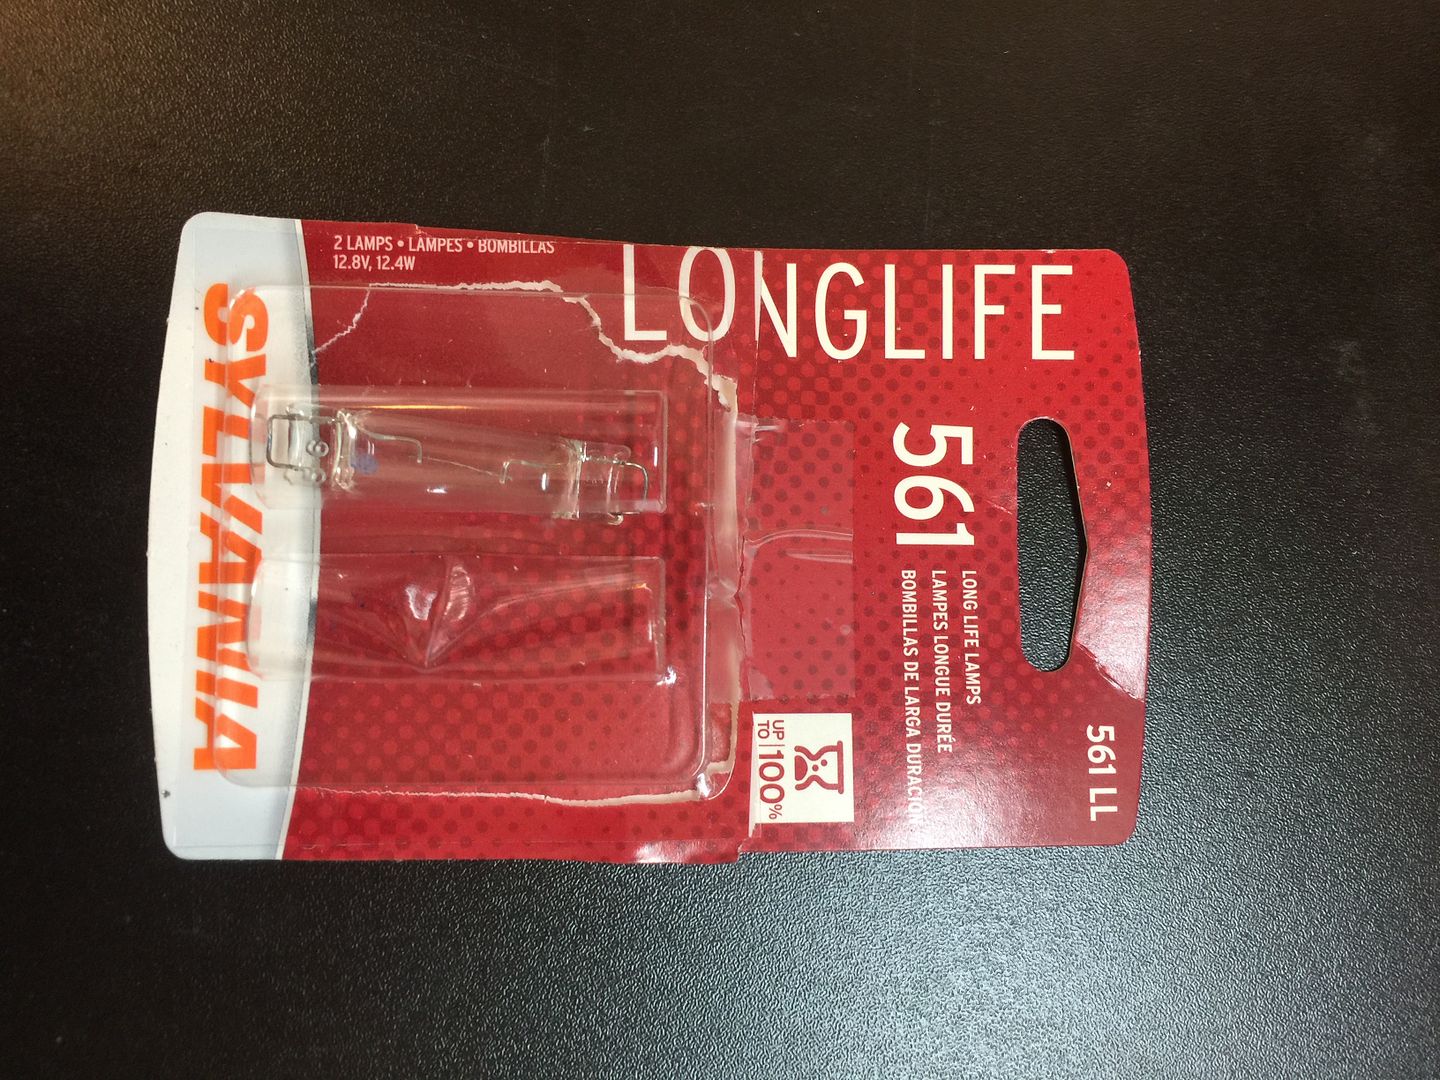 LONGLIFE
561
LONG LIFE LAMPS
LAMPES LONGUE DURÉE
BOMBILLAS DE LARGA DURACIÓN
561 LL
UP TO 100%
2 LAMPS • LAMPES • BOMBILLAS
12.8V, 12.4W
SYLVANIA